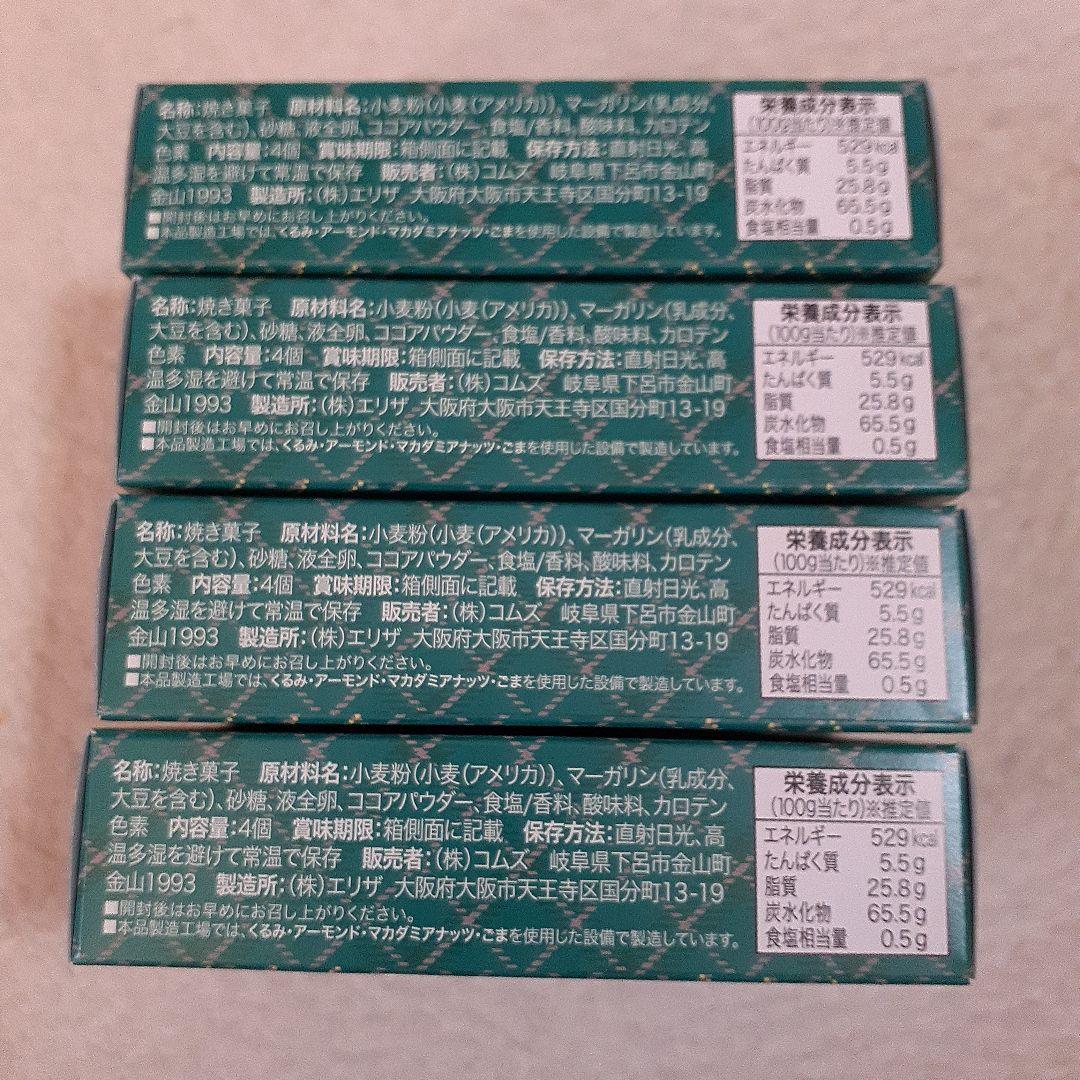 名称:焼き菓子 原材料名:小麦粉(小麦(アメリカ))、マーガリン(乳成分、
大豆を含む)、砂糖、液全卵、ココアパウダー、食塩/香料、酸味料、カロテン
色素 内容量:4個 賞味期限:箱側面に記載 保存方法:直射日光、高
温多湿を避けて常温で保存 販売者:(株)コムズ 岐阜県下呂市金山町
金山1993 製造所:(株)エリザ 大阪府大阪市天王寺区国分町13-19
■開封後はお早めにお召し上がりください。
■本品製造工場では、くるみ・アーモンド・マカダミアナッツ・ごまを使用した設備で製造しています。
栄養成分表示
(100g当たり)※推定値
エネルギー 529kcal
たんぱく質 5.5g
脂質 25.8g
炭水化物 65.5g
食塩相当量 0.5g
名称:焼き菓子 原材料名:小麦粉(小麦(アメリカ))、マーガリン(乳成分、
大豆を含む)、砂糖、液全卵、ココアパウダー、食塩/香料、酸味料、カロテン
色素 内容量:4個 賞味期限:箱側面に記載 保存方法:直射日光、高
温多湿を避けて常温で保存 販売者:(株)コムズ 岐阜県下呂市金山町
金山1993 製造所:(株)エリザ 大阪府大阪市天王寺区国分町13-19
■開封後はお早めにお召し上がりください。
■本品製造工場では、くるみ・アーモンド・マカダミアナッツ・ごまを使用した設備で製造しています。
栄養成分表示
(100g当たり)※推定値
エネルギー 529kcal
たんぱく質 5.5g
脂質 25.8g
炭水化物 65.5g
食塩相当量 0.5g
名称:焼き菓子 原材料名:小麦粉(小麦(アメリカ))、マーガリン(乳成分、
大豆を含む)、砂糖、液全卵、ココアパウダー、食塩/香料、酸味料、カロテン
色素 内容量:4個 賞味期限:箱側面に記載 保存方法:直射日光、高
温多湿を避けて常温で保存 販売者:(株)コムズ 岐阜県下呂市金山町
金山1993 製造所:(株)エリザ 大阪府大阪市天王寺区国分町13-19
■開封後はお早めにお召し上がりください。
■本品製造工場では、くるみ・アーモンド・マカダミアナッツ・ごまを使用した設備で製造しています。
栄養成分表示
(100g当たり)※推定値
エネルギー 529kcal
たんぱく質 5.5g
脂質 25.8g
炭水化物 65.5g
食塩相当量 0.5g
名称:焼き菓子 原材料名:小麦粉(小麦(アメリカ))、マーガリン(乳成分、
大豆を含む)、砂糖、液全卵、ココアパウダー、食塩/香料、酸味料、カロテン
色素 内容量:4個 賞味期限:箱側面に記載 保存方法:直射日光、高
温多湿を避けて常温で保存 販売者:(株)コムズ 岐阜県下呂市金山町
金山1993 製造所:(株)エリザ 大阪府大阪市天王寺区国分町13-19
■開封後はお早めにお召し上がりください。
■本品製造工場では、くるみ・アーモンド・マカダミアナッツ・ごまを使用した設備で製造しています。
栄養成分表示
(100g当たり)※推定値
エネルギー 529kcal
たんぱく質 5.5g
脂質 25.8g
炭水化物 65.5g
食塩相当量 0.5g